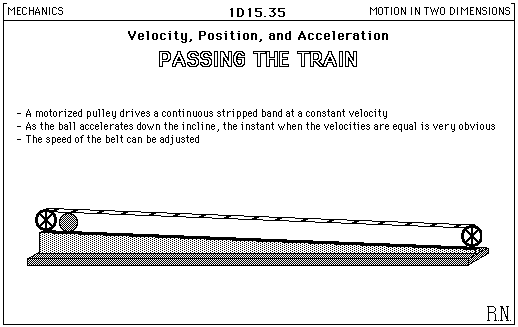 MECHANICS 1D15.35 MOTION IN TWO DIMENSIONS
Velocity, Position, and Acceleration
PASSING THE TRAIN
- A motorized pulley drives a continuous stripped band at a constant velocity
- As the ball accelerates down the incline, the instant when the velocities are equal is very obvious
- The speed of the belt can be adjusted
R.N.